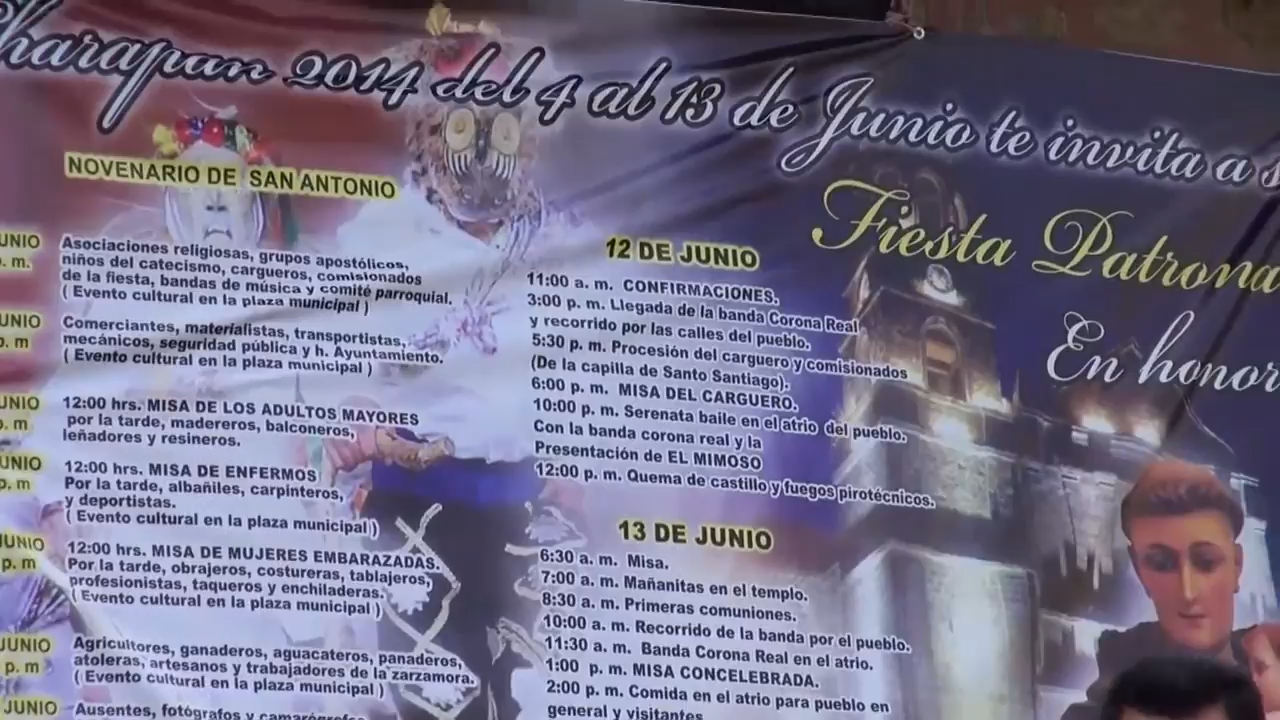 Charapan 2014 del 4 al 13 de Junio te invita a s
Fiesta Patrona
En honor
NOVENARIO DE SAN ANTONIO
UNIO
. m.
Asociaciones religiosas, grupos apostólicos,
niños del catecismo, cargueros, comisionados
de la fiesta, bandas de música y comité parroquial.
( Evento cultural en la plaza municipal )
UNIO
p. m
Comerciantes, materialistas, transportistas,
mecánicos, seguridad pública y h. Ayuntamiento.
( Evento cultural en la plaza municipal )
UNIO
p. m
12:00 hrs. MISA DE LOS ADULTOS MAYORES
por la tarde, madereros, balconeros,
leñadores y resineros.
UNIO
p. m
12:00 hrs. MISA DE ENFERMOS
Por la tarde, albañiles, carpinteros,
y deportistas.
( Evento cultural en la plaza municipal )
JUNIO
p. m
12:00 hrs. MISA DE MUJERES EMBARAZADAS.
Por la tarde, obrajeros, costureras, tablajeros,
profesionistas, taqueros y enchiladeras.
( Evento cultural en la plaza municipal )
JUNIO
p. m
Agricultores, ganaderos, aguacateros, panaderos,
atoleras, artesanos y trabajadores de la zarzamora.
( Evento cultural en la plaza municipal )
JUNIO
Ausentes, fotógrafos y camarógrafos
12 DE JUNIO
11:00 a. m. CONFIRMACIONES.
3:00 p. m. Llegada de la banda Corona Real
y recorrido por las calles del pueblo.
5:30 p. m. Procesión del carguero y comisionados
(De la capilla de Santo Santiago).
6:00 p. m. MISA DEL CARGUERO.
10:00 p. m. Serenata baile en el atrio del pueblo.
Con la banda corona real y la
Presentación de EL MIMOSO
12:00 p. m. Quema de castillo y fuegos pirotécnicos.
13 DE JUNIO
6:30 a. m. Misa.
7:00 a. m. Mañanitas en el templo.
8:30 a. m. Primeras comuniones.
10:00 a. m. Recorrido de la banda por el pueblo.
11:30 a. m. Banda Corona Real en el atrio.
1:00 p. m. MISA CONCELEBRADA.
2:00 p. m. Comida en el atrio para pueblo en
general y visitantes